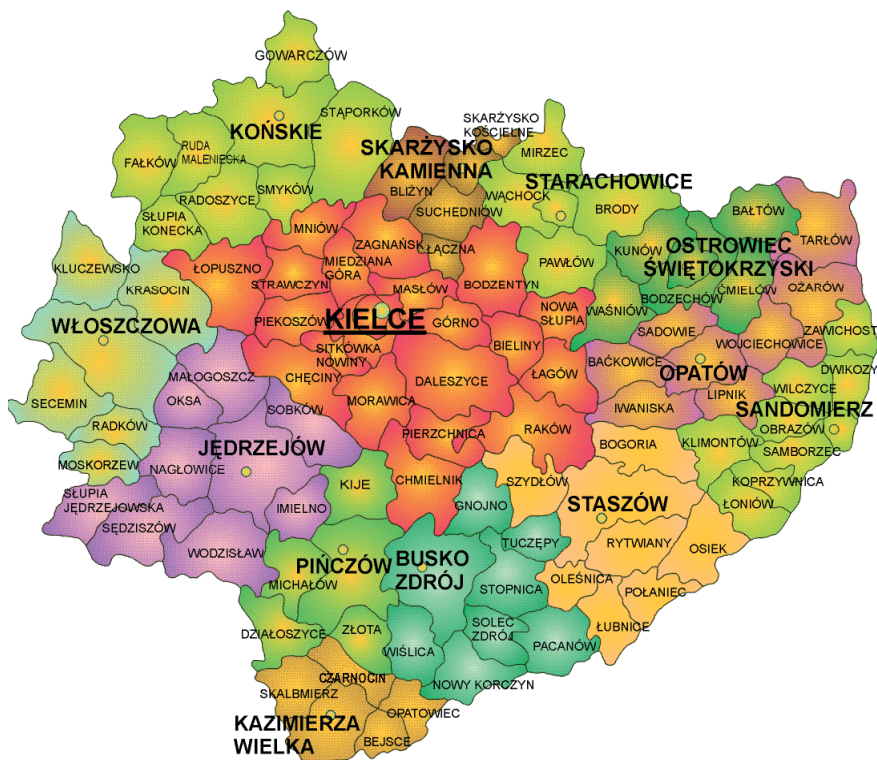 GOWARCZÓW
STĄPORKÓW
KOŃSKIE
SKARŻYSKO
KOŚCIELNE
FAŁKÓW
RUDA
MALENIECKA
SKARŻYSKO
KAMIENNA
MIRZEC
BLIŻYN
STARACHOWICE
RADOSZYCE
SMYKÓW
WĄCHOCK
BRODY
SŁUPIA
KONECKA
SUCHEDNIÓW
BAŁTÓW
MNIÓW
ZAGNAŃSK
ŁĄCZNA
KUNÓW
OSTROWIEC
ŚWIĘTOKRZYSKI
TARŁÓW
KLUCZEWSKO
ŁOPUSZNO
MIEDZIANA
GÓRA
PAWŁÓW
STRAWCZYN
MASŁÓW
BODZENTYN
KRASOCIN
BODZECHÓW
ĆMIELÓW
OŻARÓW
WŁOSZCZOWA
PIEKOSZÓW
KIELCE
GÓRNO
NOWA
SŁUPIA
WAŚNIÓW
SADOWIE
WOJCIECHOWICE
ZAWICHOST
SITKÓWKA
NOWINY
BIELINY
BAĆKOWICE
OPATÓW
DWIKOZY
MAŁOGOSZCZ
CHĘCINY
DALESZYCE
ŁAGÓW
WILCZYCE
SECEMIN
OKSA
MORAWICA
LIPNIK
SOBKÓW
IWANISKA
SANDOMIERZ
RADKÓW
PIERZCHNICA
RAKÓW
OBRAZÓW
JĘDRZEJÓW
BOGORIA
KLIMONTÓW
SAMBORZEC
MOSKORZEW
NAGŁOWICE
CHMIELNIK
KIJE
SZYDŁÓW
KOPRZYWNICA
SŁUPIA
JĘDRZEJOWSKA
IMIELNO
GNOJNO
STASZÓW
ŁONIÓW
SĘDZISZÓW
WODZISŁAW
TUCZĘPY
RYTWIANY
OSIEK
PIŃCZÓW
BUSKO
ZDRÓJ
MICHAŁÓW
STOPNICA
OLEŚNICA
POŁANIEC
DZIAŁOSZYCE
ZŁOTA
SOLEC
ZDRÓJ
ŁUBNICE
WIŚLICA
PACANÓW
CZARNOCIN
NOWY KORCZYN
SKALBMIERZ
OPATOWIEC
KAZIMIERZA
WIELKA
BEJSCE